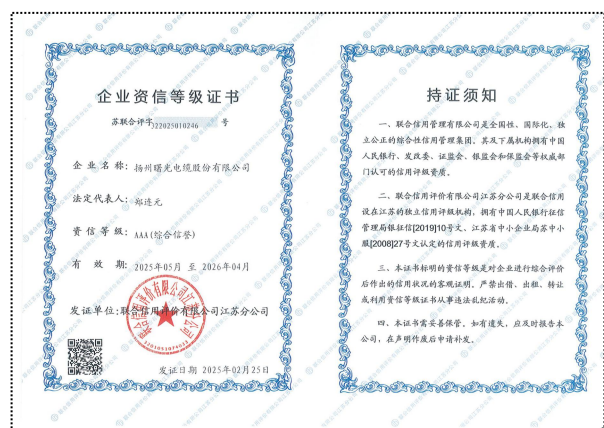 企业资信等级证书
苏联合评字 号
企业名称：扬州曙光电缆股份有限公司
法定代表人：郑连元
资信等级：AAA(综合信誉)
有效期：2025年05月 至 2026年04月
发证单位：联合信用评价有限公司江苏分公司
发证日期 2025年02月25日
持证须知
一、联合信用管理有限公司是全国性、国际化、独
立公正的综合性信用管理集团。其及下属机构拥有中国
人民银行、发改委、证监会、银监会和保监会等权威部
门认可的信用评级资质。
二、联合信用评价有限公司江苏分公司是联合信用
设在江苏的独立信用评级机构，拥有中国人民银行征信
管理局银征信[2019]10号文、江苏省中小企业局苏中小
服[2008]27号文认定的信用评级资质。
三、本证书标明的资信等级是对企业进行综合评价
后作出的信用状况的客观证明，严禁出借、出租、转让
或利用资信等级证书从事违法乱纪活动。
四、本证书需妥善保管，如有遗失，应及时报告本
公司，在声明作废后申请补发。